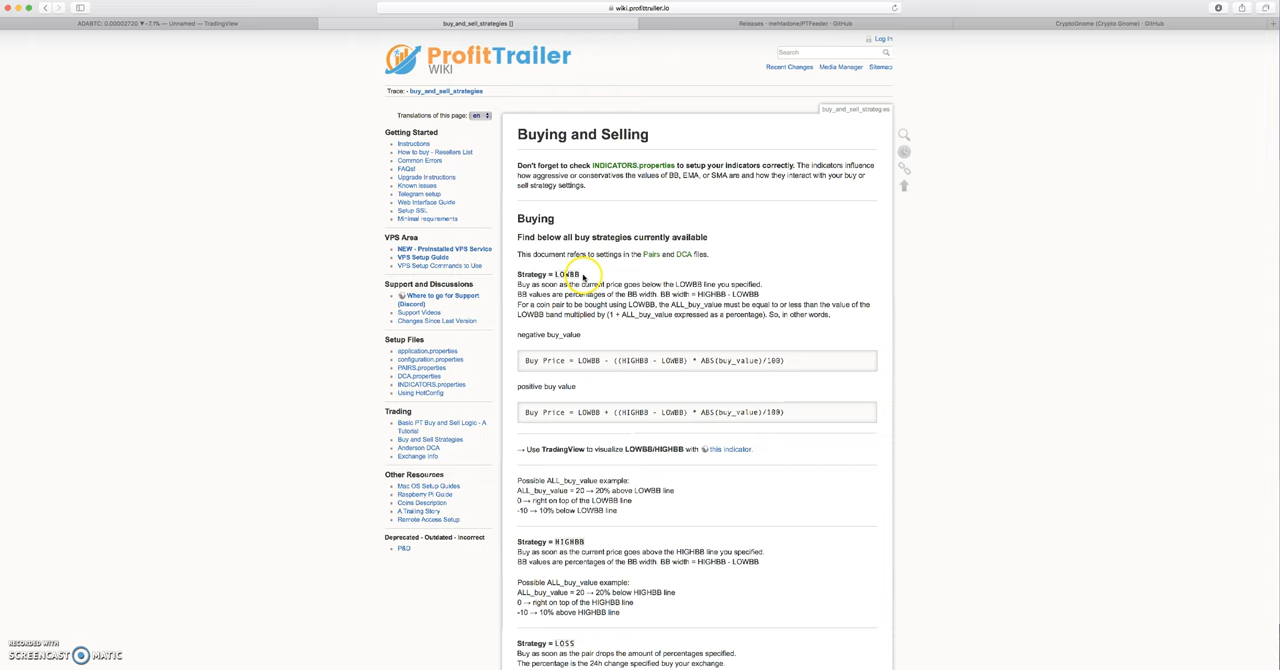 wiki.profittrailer.io
ADABTC: 0.00002720 ▼-7.1% — Unnamed — TradingView
buy_and_sell_strategies []
Releases · mehtadone/PTFeeder · GitHub
CryptoGnome (Crypto Gnome) · GitHub
ProfitTrailer
WIKI
Log In
Search
Recent Changes Media Manager Sitemap
Trace: • buy_and_sell_strategies
Translations of this page: en
buy_and_sell_strategies
Getting Started
Instructions
How to buy - Resellers List
Common Errors
FAQs!
Upgrade Instructions
Known issues
Telegram setup
Web Interface Guide
Setup SSL
Minimal requirements
VPS Area
NEW - Preinstalled VPS Service
VPS Setup Guide
VPS Setup Commands to Use
Support and Discussions
Where to go for Support
(Discord)
Support Videos
Changes Since Last Version
Setup Files
application.properties
configuration.properties
PAIRS.properties
DCA.properties
INDICATORS.properties
Using HotConfig
Trading
Basic PT Buy and Sell Logic - A
Tutorial
Buy and Sell Strategies
Anderson DCA
Exchange Info
Other Resources
Mac OS Setup Guides
Raspberry Pi Guide
Coins Description
A Trailing Story
Remote Access Setup
Deprecated - Outdated - Incorrect
P&D
Buying and Selling
Don't forget to check INDICATORS.properties to setup your indicators correctly. The indicators influence
how aggressive or conservatives the values of BB, EMA, or SMA are and how they interact with your buy or
sell strategy settings.
Buying
Find below all buy strategies currently available
This document refers to settings in the Pairs and DCA files.
Strategy = LOWBB
Buy as soon as the current price goes below the LOWBB line you specified.
BB values are percentages of the BB width. BB width = HIGHBB - LOWBB
For a coin pair to be bought using LOWBB, the ALL_buy_value must be equal to or less than the value of the
LOWBB band multiplied by (1 + ALL_buy_value expressed as a percentage). So, in other words,
negative buy_value
Buy Price = LOWBB - ((HIGHBB - LOWBB) * ABS(buy_value)/100)
positive buy value
Buy Price = LOWBB + ((HIGHBB - LOWBB) * ABS(buy_value)/100)
→ Use TradingView to visualize LOWBB/HIGHBB with this indicator.
Possible ALL_buy_value example:
ALL_buy_value = 20 → 20% above LOWBB line
0 → right on top of the LOWBB line
-10 → 10% below LOWBB line
Strategy = HIGHBB
Buy as soon as the current price goes above the HIGHBB line you specified.
BB values are percentages of the BB width. BB width = HIGHBB - LOWBB
Possible ALL_buy_value example:
ALL_buy_value = 20 → 20% below HIGHBB line
0 → right on top of the HIGHBB line
-10 → 10% above HIGHBB line
Strategy = LOSS
Buy as soon as the pair drops the amount of percentages specified.
The percentage is the 24h change specified buy your exchange.
RECORDED WITH
SCREENCAST MATIC